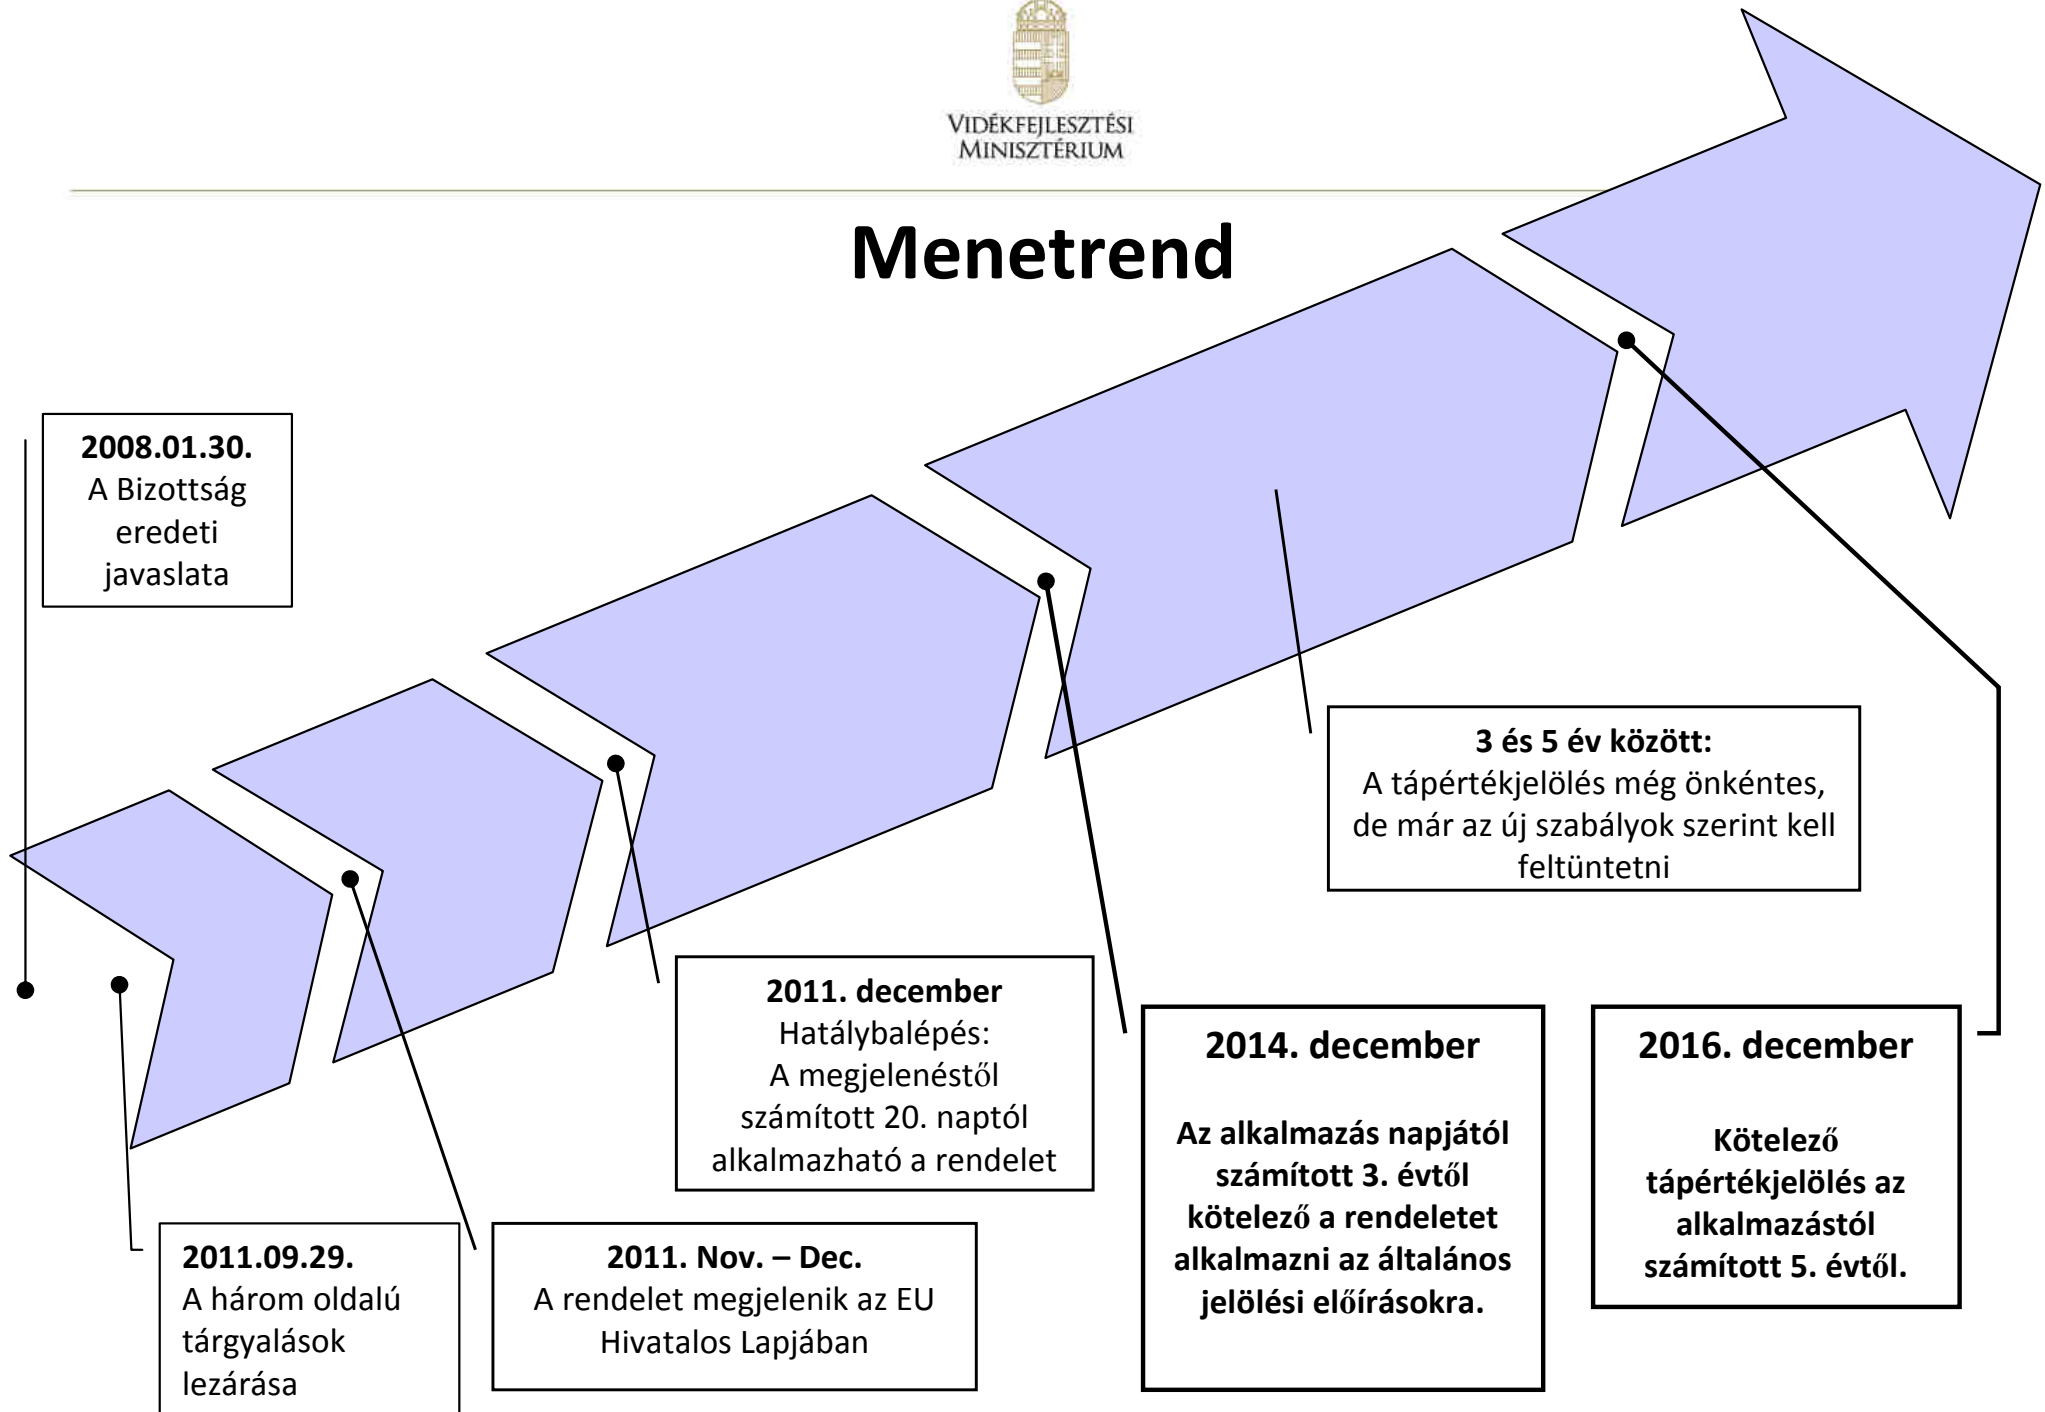 VIDÉKFEJLESZTÉSI
MINISZTÉRIUM
Menetrend
2008.01.30.
A Bizottság
eredeti
javaslata
3 és 5 év között:
A tápértékjelölés még önkéntes,
de már az új szabályok szerint kell
feltüntetni
2011. december
Hatálybalépés:
A megjelenéstől
számított 20. naptól
alkalmazható a rendelet
2014. december
Az alkalmazás napjától
számított 3. évtől
kötelező a rendeletet
alkalmazni az általános
jelölési előírásokra.
2016. december
Kötelező
tápértékjelölés az
alkalmazástól
számított 5. évtől.
2011.09.29.
A három oldalú
tárgyalások
lezárása
2011. Nov. – Dec.
A rendelet megjelenik az EU
Hivatalos Lapjában